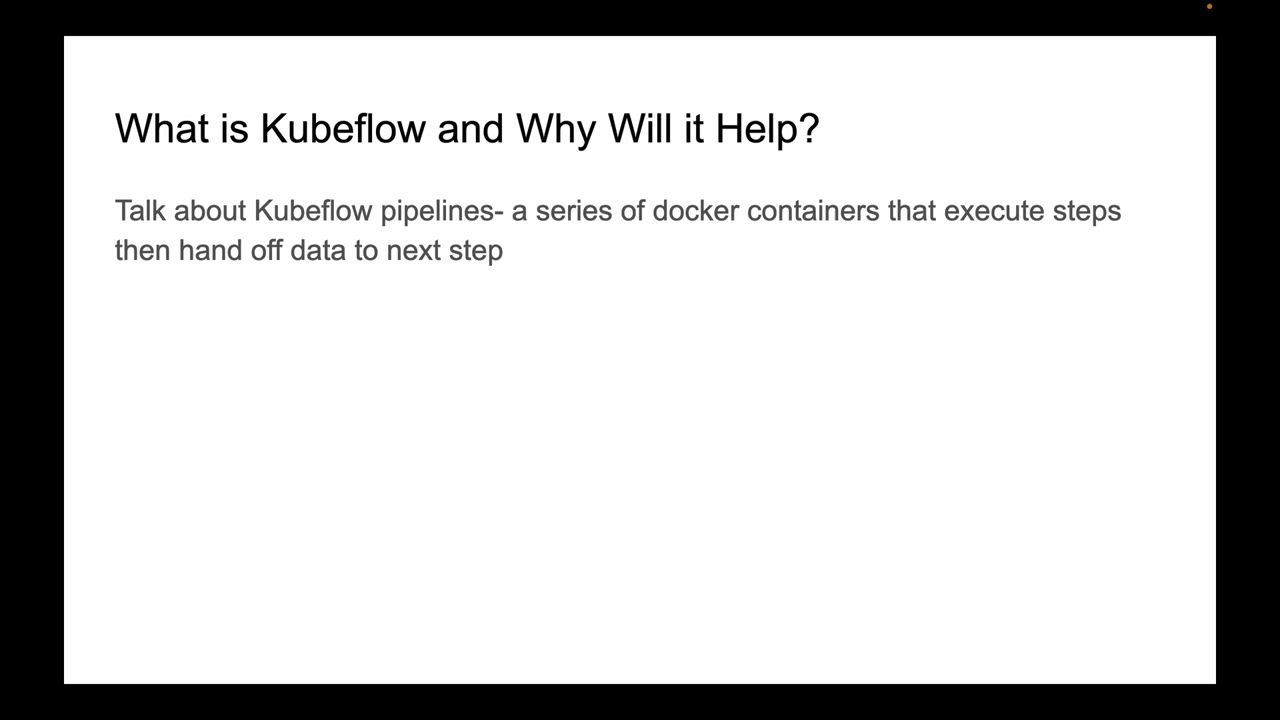 What is Kubeflow and Why Will it Help?
Talk about Kubeflow pipelines- a series of docker containers that execute steps
then hand off data to next step